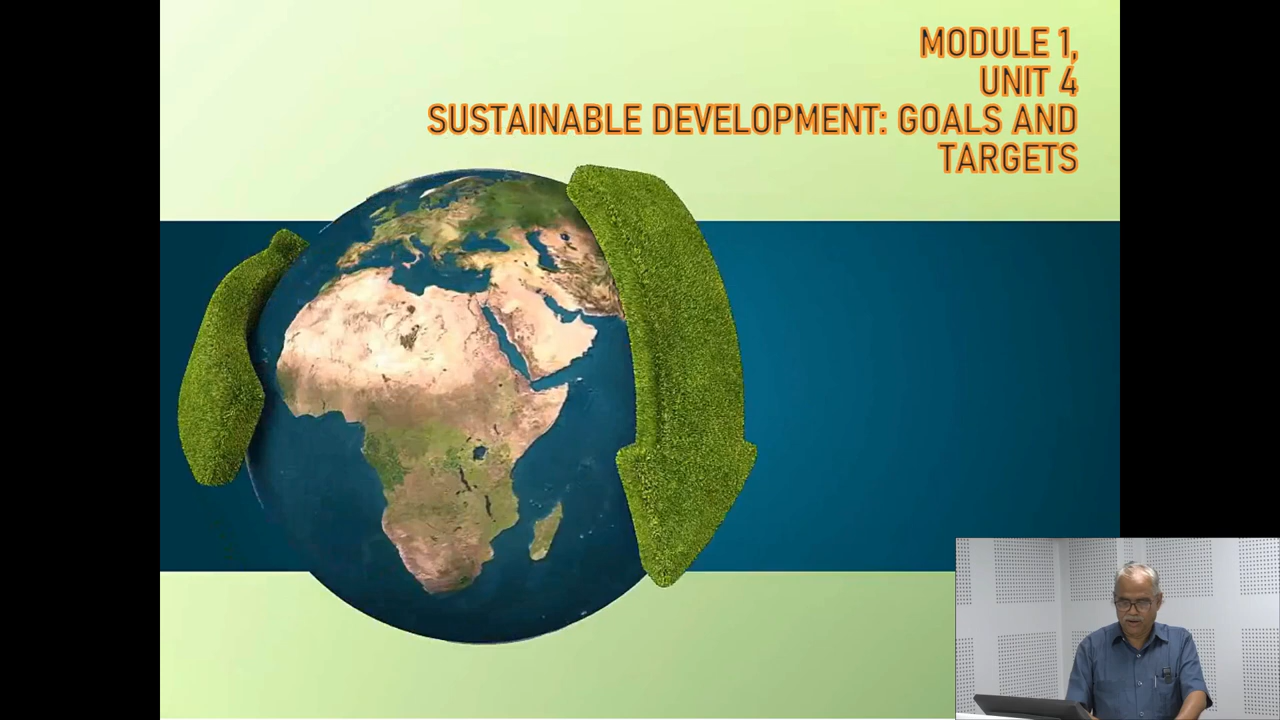 MODULE 1,
UNIT 4
SUSTAINABLE DEVELOPMENT: GOALS AND
TARGETS